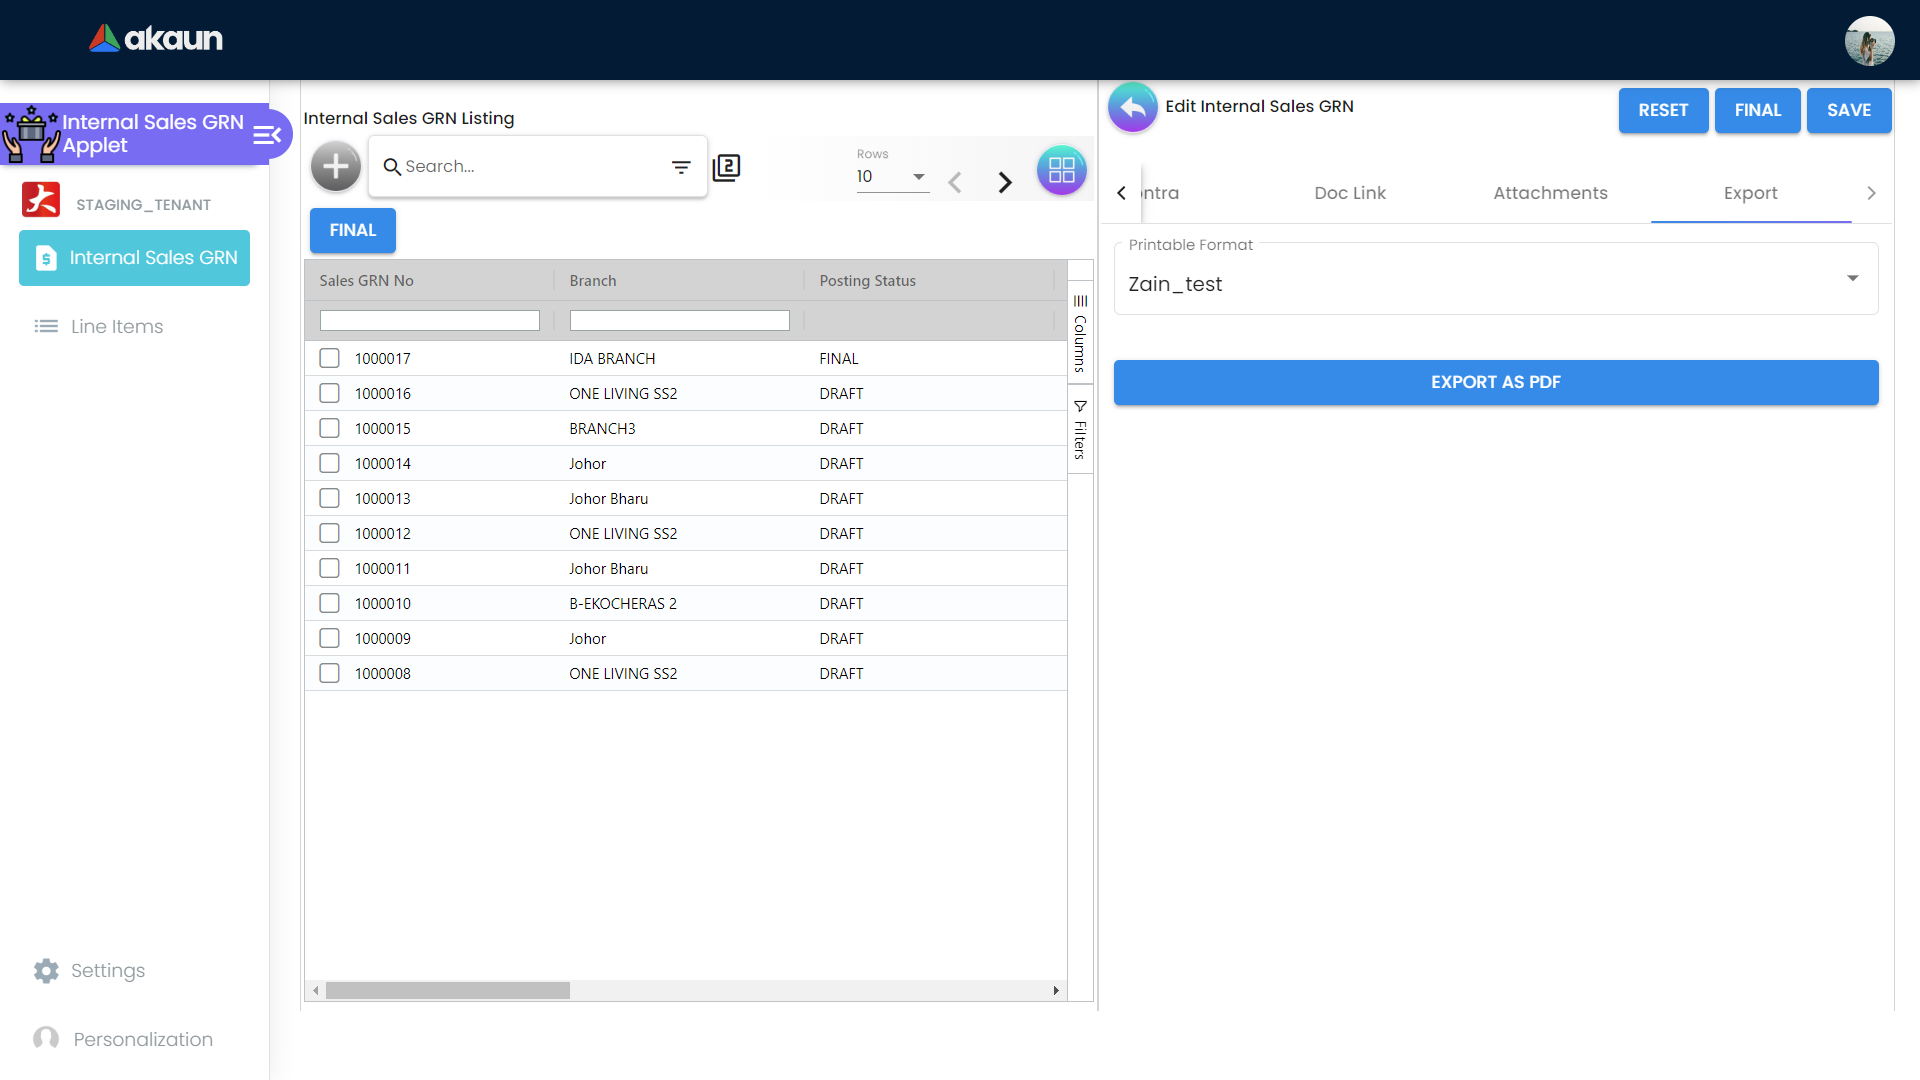 akaun
Internal Sales GRN
Applet
STAGING_TENANT
Internal Sales GRN
Line Items
Settings
Personalization
Internal Sales GRN Listing
Search...
2
Rows
10
FINAL
Sales GRN No Branch Posting Status
1000017 IDA BRANCH FINAL
1000016 ONE LIVING SS2 DRAFT
1000015 BRANCH3 DRAFT
1000014 Johor DRAFT
1000013 Johor Bharu DRAFT
1000012 ONE LIVING SS2 DRAFT
1000011 Johor Bharu DRAFT
1000010 B-EKOCHERAS 2 DRAFT
1000009 Johor DRAFT
1000008 ONE LIVING SS2 DRAFT
Columns
Filters
Edit Internal Sales GRN
RESET FINAL SAVE
ntra Doc Link Attachments Export
Printable Format
Zain_test
EXPORT AS PDF